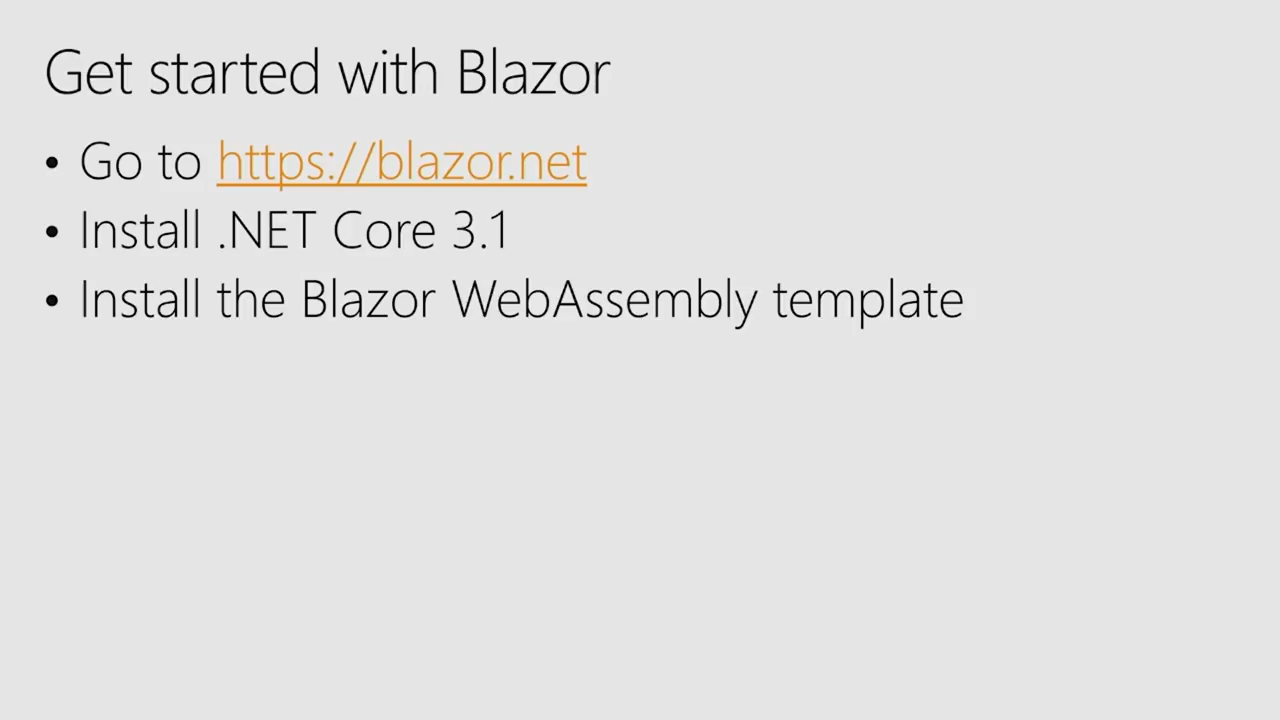 Get started with Blazor
• Go to https://blazor.net
• Install .NET Core 3.1
• Install the Blazor WebAssembly template